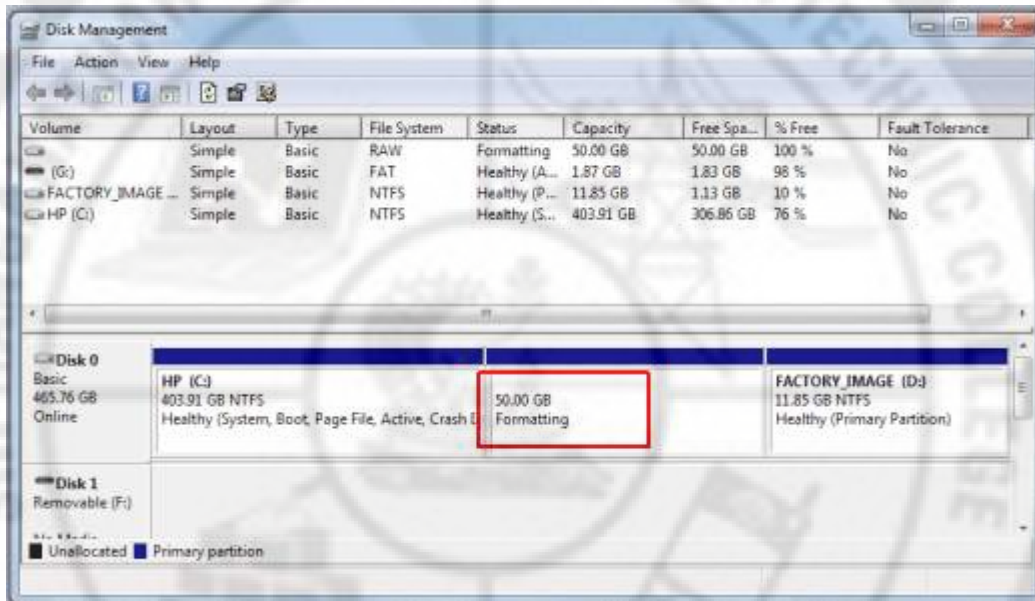 Disk Management
File Action View Help
Volume Layout Type File System Status Capacity Free Spa... % Free Fault Tolerance
Simple Basic RAW Formatting 50.00 GB 50.00 GB 100 % No
(G:) Simple Basic FAT Healthy (A... 1.87 GB 1.83 GB 98 % No
FACTORY_IMAGE ... Simple Basic NTFS Healthy (P... 11.85 GB 1.13 GB 10 % No
HP (C:) Simple Basic NTFS Healthy (S... 403.91 GB 306.86 GB 76 % No
Disk 0
Basic
465.76 GB
Online
HP (C:)
403.91 GB NTFS
Healthy (System, Boot, Page File, Active, Crash
50.00 GB
Formatting
FACTORY_IMAGE (D:)
11.85 GB NTFS
Healthy (Primary Partition)
Disk 1
Removable (F:)
Unallocated Primary partition
TECHNIC COLLEGE